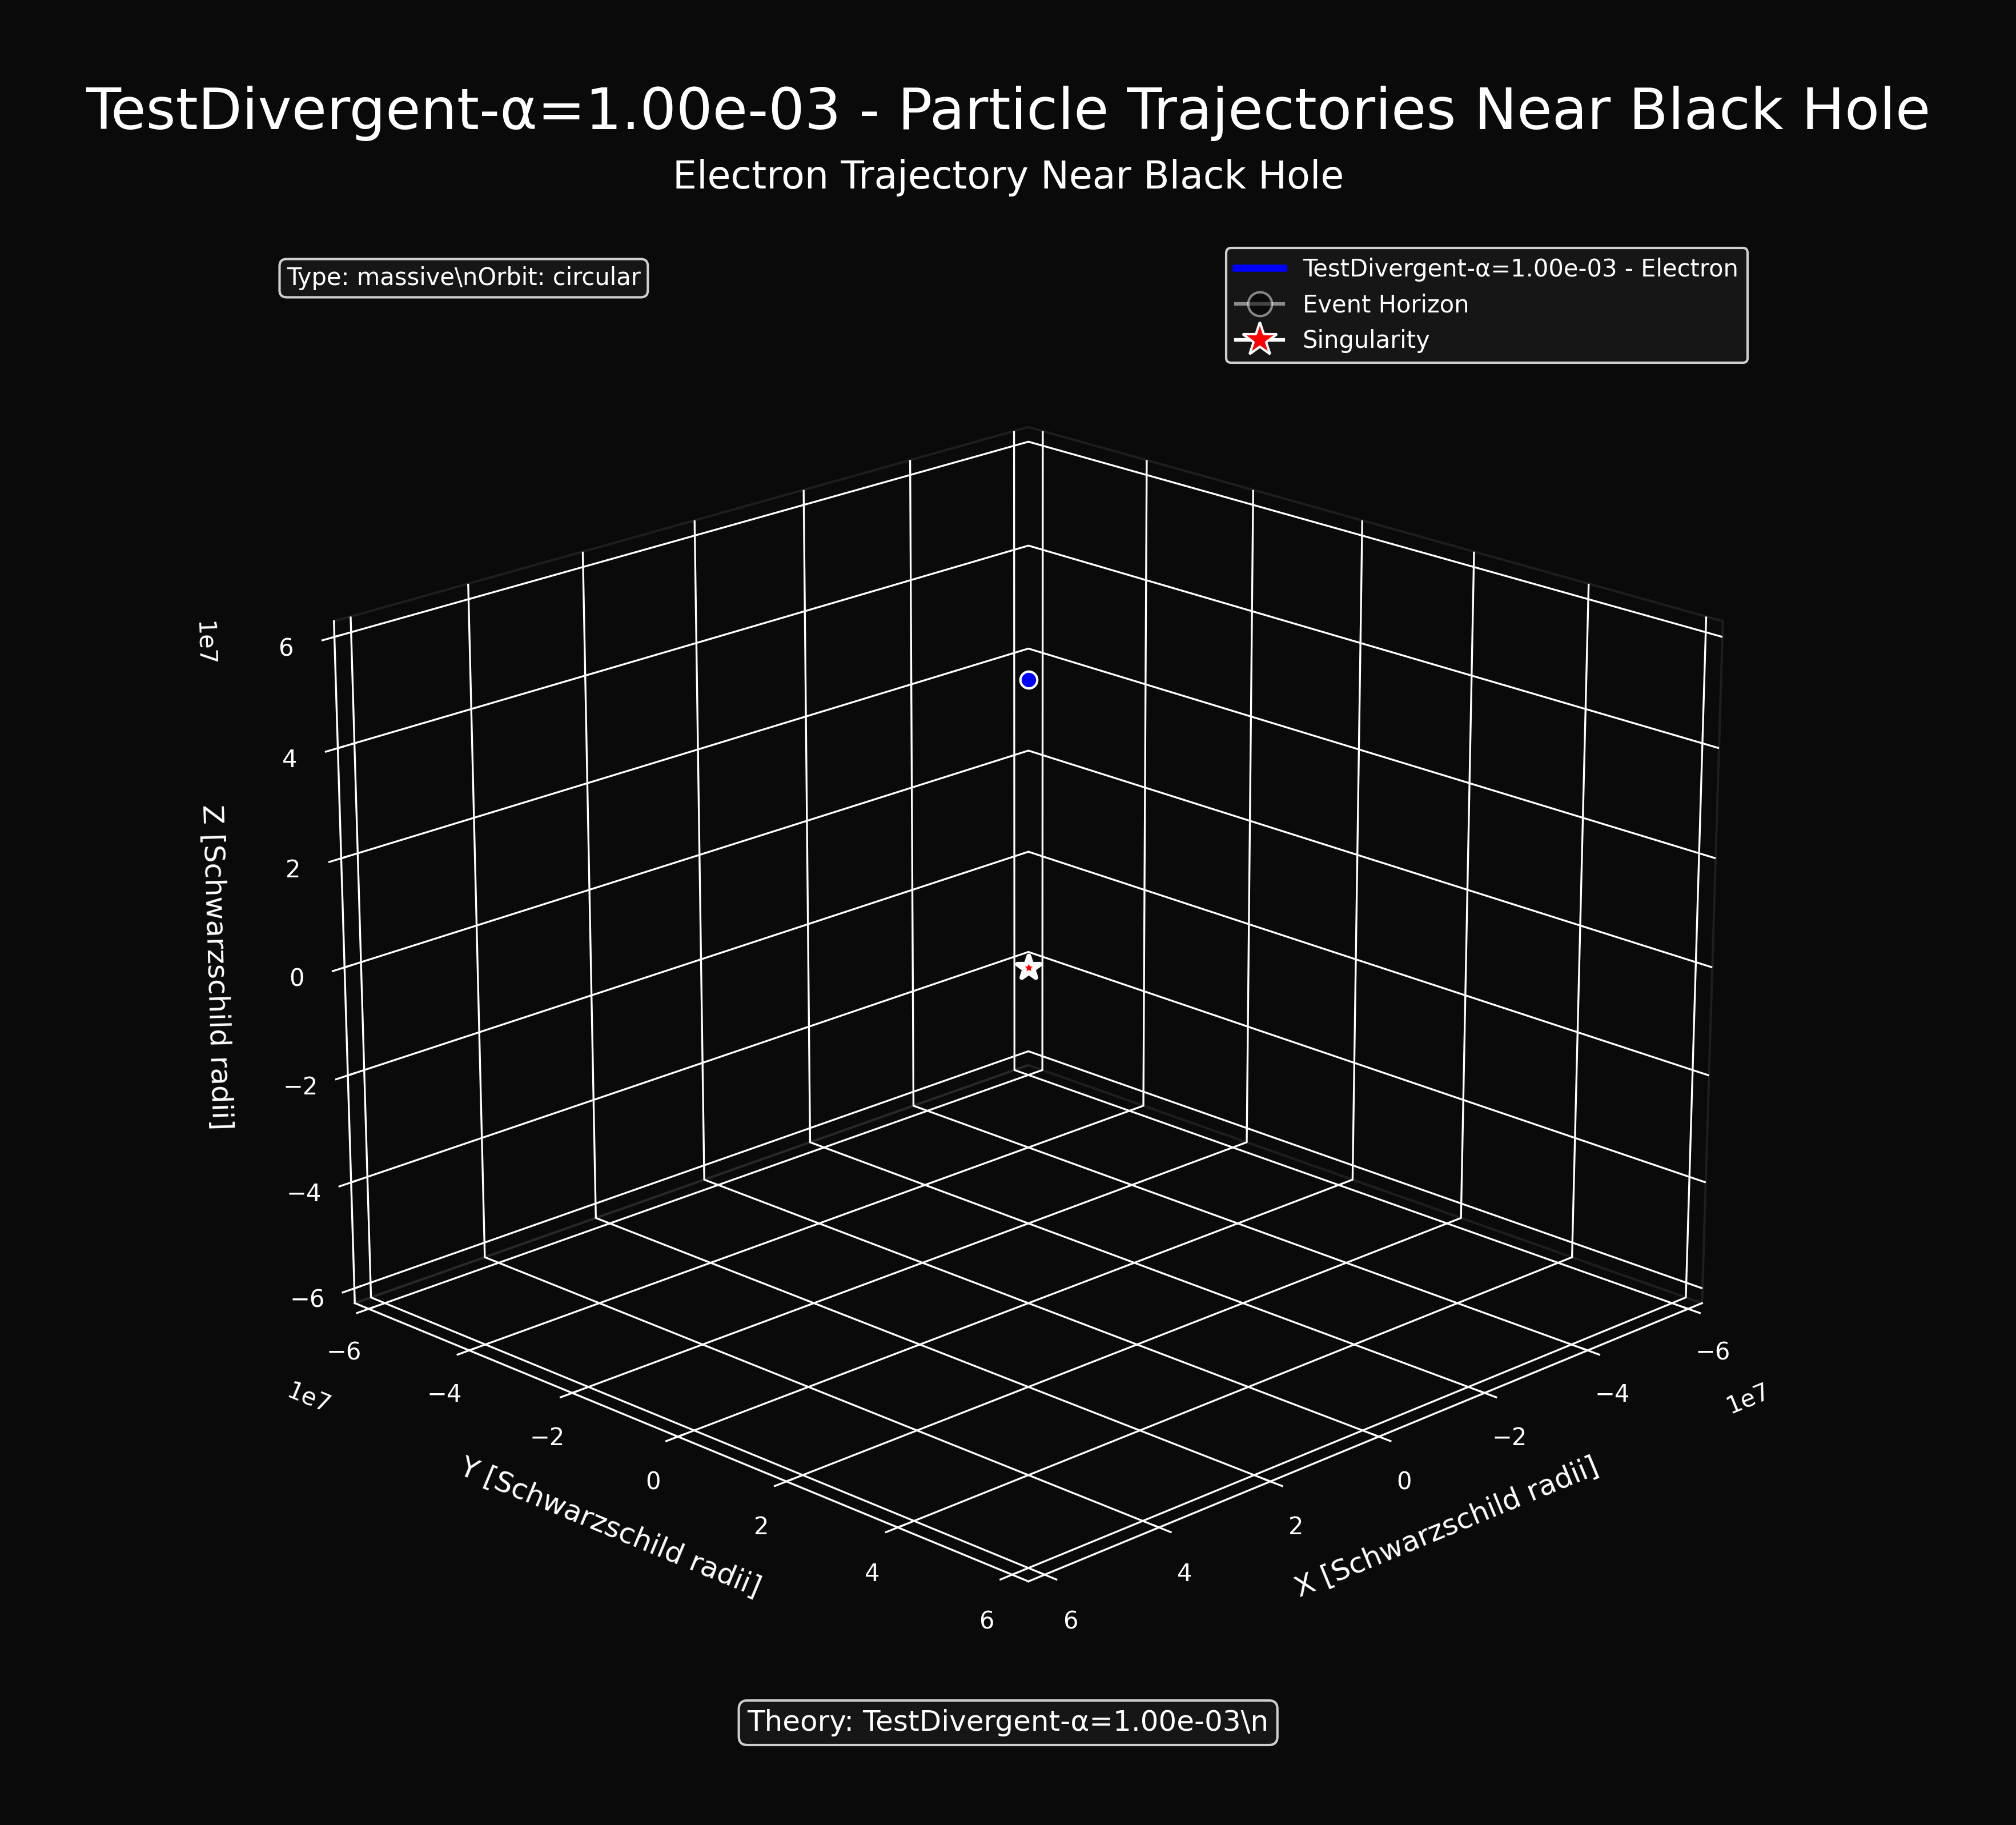 TestDivergent-α=1.00e-03 - Particle Trajectories Near Black Hole
Electron Trajectory Near Black Hole
Type: massive\nOrbit: circular
TestDivergent-α=1.00e-03 - Electron
Event Horizon
Singularity
1e7
6
4
2
0
−2
−4
−6
Z [Schwarzschild radii]
−6
−4
−2
0
2
4
6
1e7
Y [Schwarzschild radii]
6
4
2
0
−2
−4
−6
1e7
X [Schwarzschild radii]
Theory: TestDivergent-α=1.00e-03\n